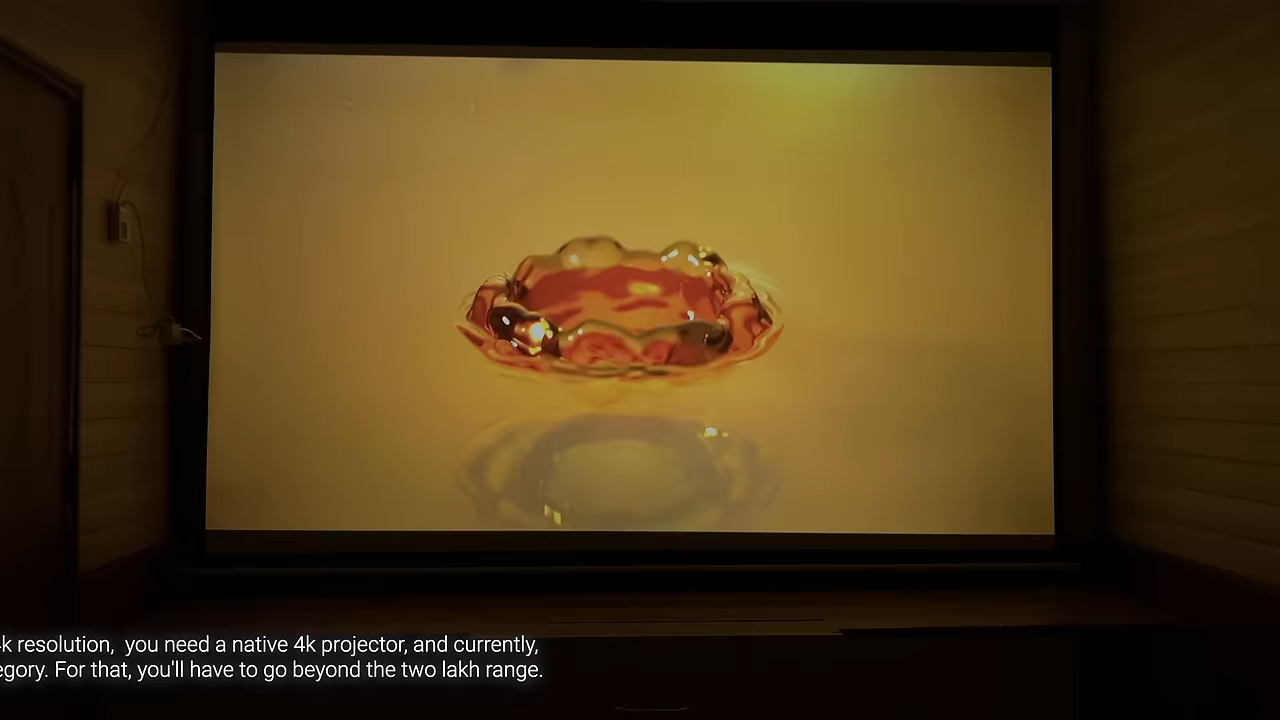 k resolution, you need a native 4k projector, and currently,
egory. For that, you'll have to go beyond the two lakh range.